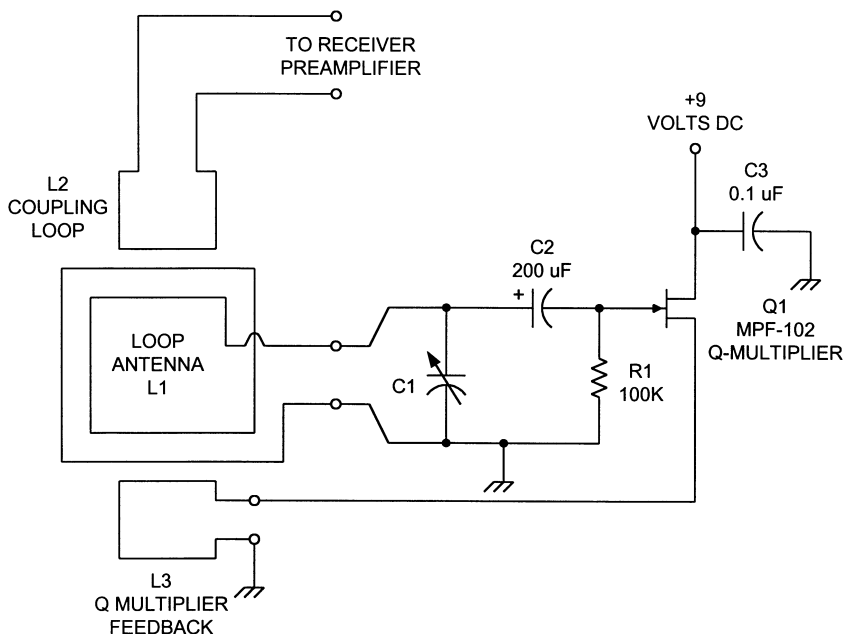 TO RECEIVER
PREAMPLIFIER
+9
VOLTS DC
L2
COUPLING
LOOP
C3
0.1 uF
C2
200 uF
+
Q1
MPF-102
Q-MULTIPLIER
LOOP
ANTENNA
L1
C1
R1
100K
L3
Q MULTIPLIER
FEEDBACK